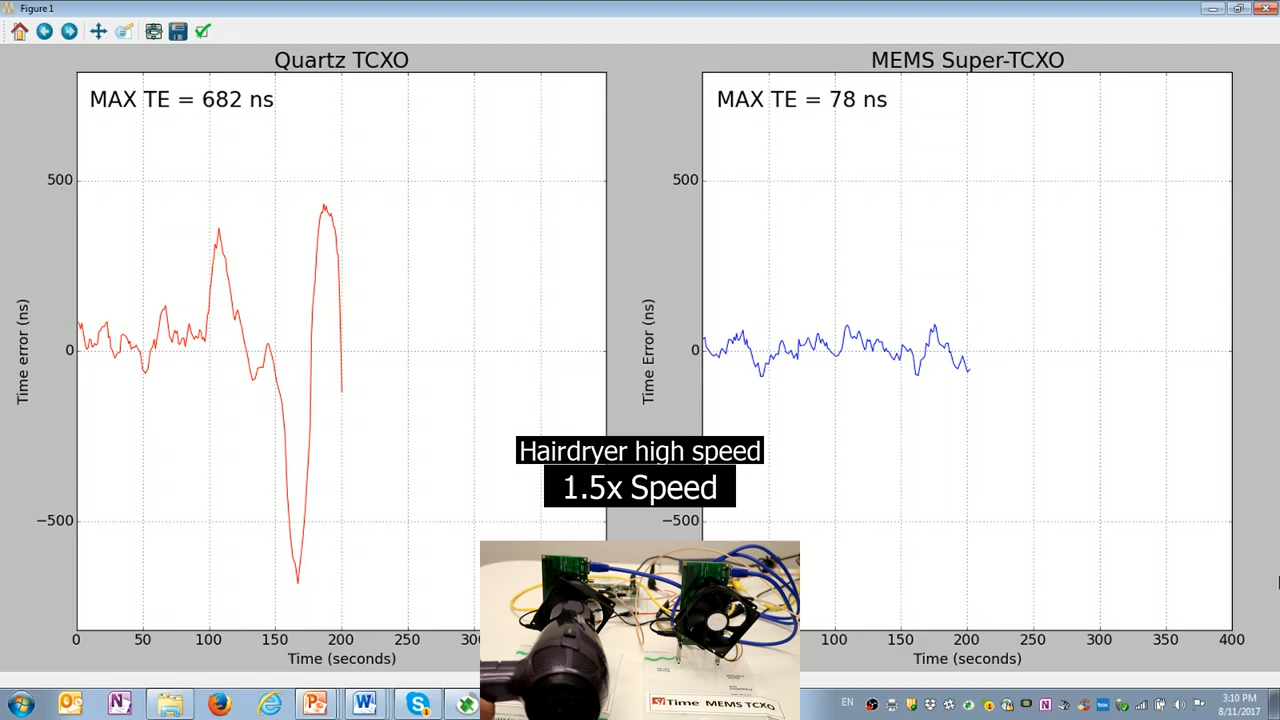 Figure 1
Quartz TCXO
MEMS Super-TCXO
MAX TE = 682 ns
MAX TE = 78 ns
500
0
−500
Time error (ns)
0
50
100
150
200
250
Time (seconds)
500
0
−500
Time Error (ns)
100
150
200
250
300
350
400
Time (seconds)
Hairdryer high speed
1.5x Speed
SiTime MEMS TCXO
EN
3:10 PM
8/11/2017